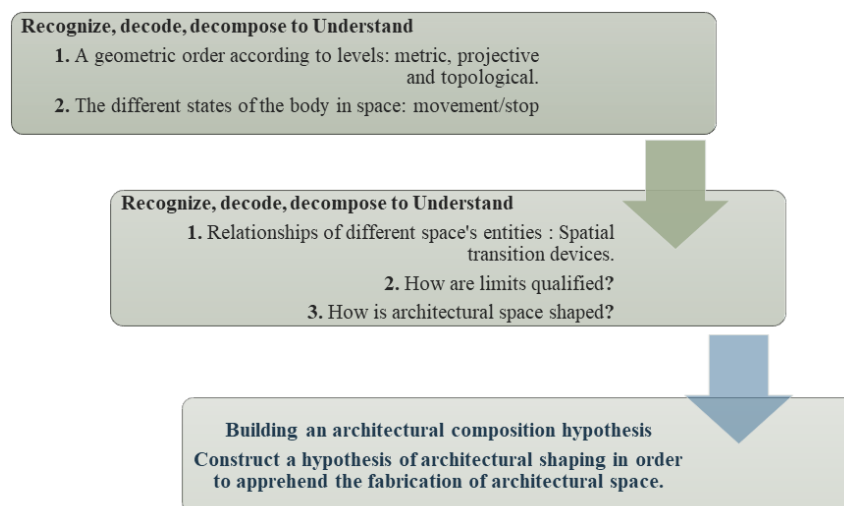 Recognize, decode, decompose to Understand
1. A geometric order according to levels: metric, projective
and topological.
2. The different states of the body in space: movement/stop
Recognize, decode, decompose to Understand
1. Relationships of different space's entities : Spatial
transition devices.
2. How are limits qualified?
3. How is architectural space shaped?
Building an architectural composition hypothesis
Construct a hypothesis of architectural shaping in order
to apprehend the fabrication of architectural space.